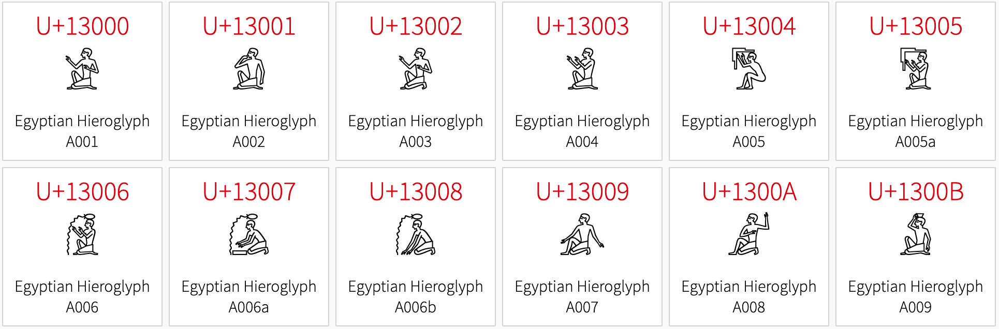 U+13000
𓀀
Egyptian Hieroglyph
A001
U+13001
𓀁
Egyptian Hieroglyph
A002
U+13002
𓀂
Egyptian Hieroglyph
A003
U+13003
𓀃
Egyptian Hieroglyph
A004
U+13004
𓀄
Egyptian Hieroglyph
A005
U+13005
𓀅
Egyptian Hieroglyph
A005a
U+13006
𓀆
Egyptian Hieroglyph
A006
U+13007
𓀇
Egyptian Hieroglyph
A006a
U+13008
𓀈
Egyptian Hieroglyph
A006b
U+13009
𓀉
Egyptian Hieroglyph
A007
U+1300A
𓀊
Egyptian Hieroglyph
A008
U+1300B
𓀋
Egyptian Hieroglyph
A009